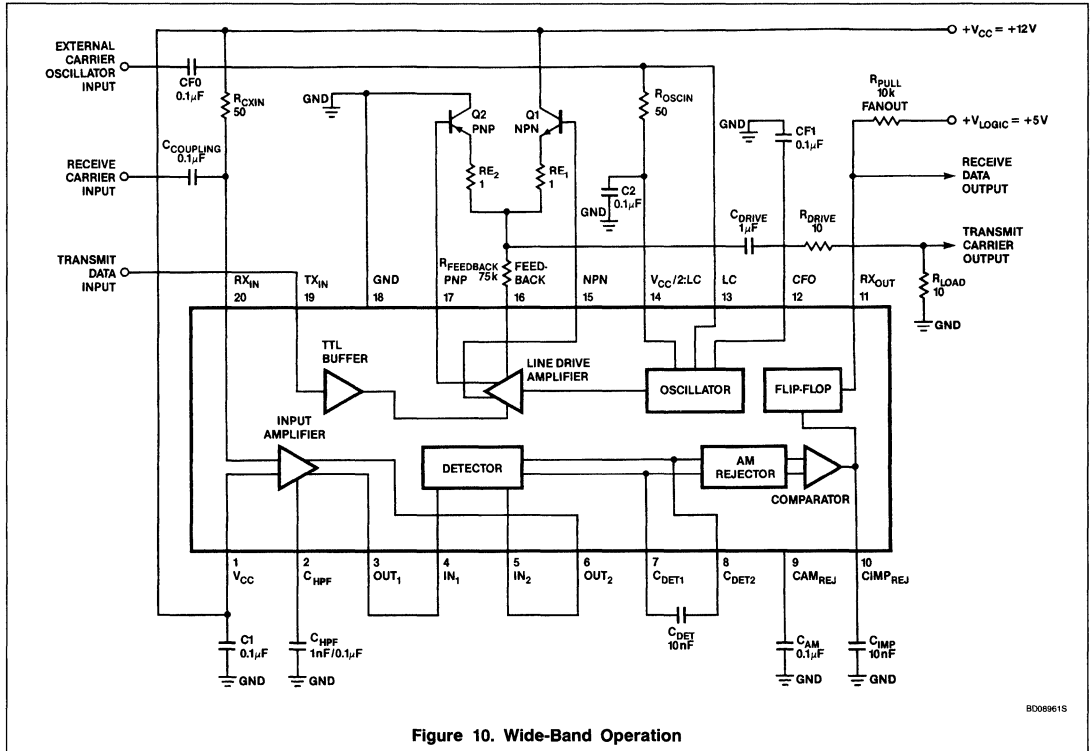 EXTERNAL
CARRIER
OSCILLATOR
INPUT
CF0
0.1μF
RCXIN
50
GND
Q2
PNP
Q1
NPN
RE2
1
RE1
1
ROSCIN
50
C2
0.1μF
GND
GND
CF1
0.1μF
+VCC = +12V
RPULL
10k
FANOUT
+VLOGIC = +5V
RECEIVE
DATA
OUTPUT
CCOUPLING
0.1μF
RECEIVE
CARRIER
INPUT
CDRIVE
1μF
RDRIVE
10
TRANSMIT
CARRIER
OUTPUT
RLOAD
10
GND
TRANSMIT
DATA
INPUT
RXIN
20
TXIN
19
GND
18
PNP
17
RFEEDBACK
75k
FEED-
BACK
16
NPN
15
VCC/2:LC
14
LC
13
CFO
12
RXOUT
11
TTL
BUFFER
LINE DRIVE
AMPLIFIER
OSCILLATOR
FLIP-FLOP
INPUT
AMPLIFIER
DETECTOR
AM
REJECTOR
COMPARATOR
1
VCC
2
CHPF
3
OUT1
4
IN1
5
IN2
6
OUT2
7
CDET1
8
CDET2
9
CAMREJ
10
CIMPREJ
C1
0.1μF
GND
CHPF
1nF/0.1μF
GND
CDET
10nF
CAM
0.1μF
GND
CIMP
10nF
GND
BD08961S
Figure 10. Wide-Band Operation